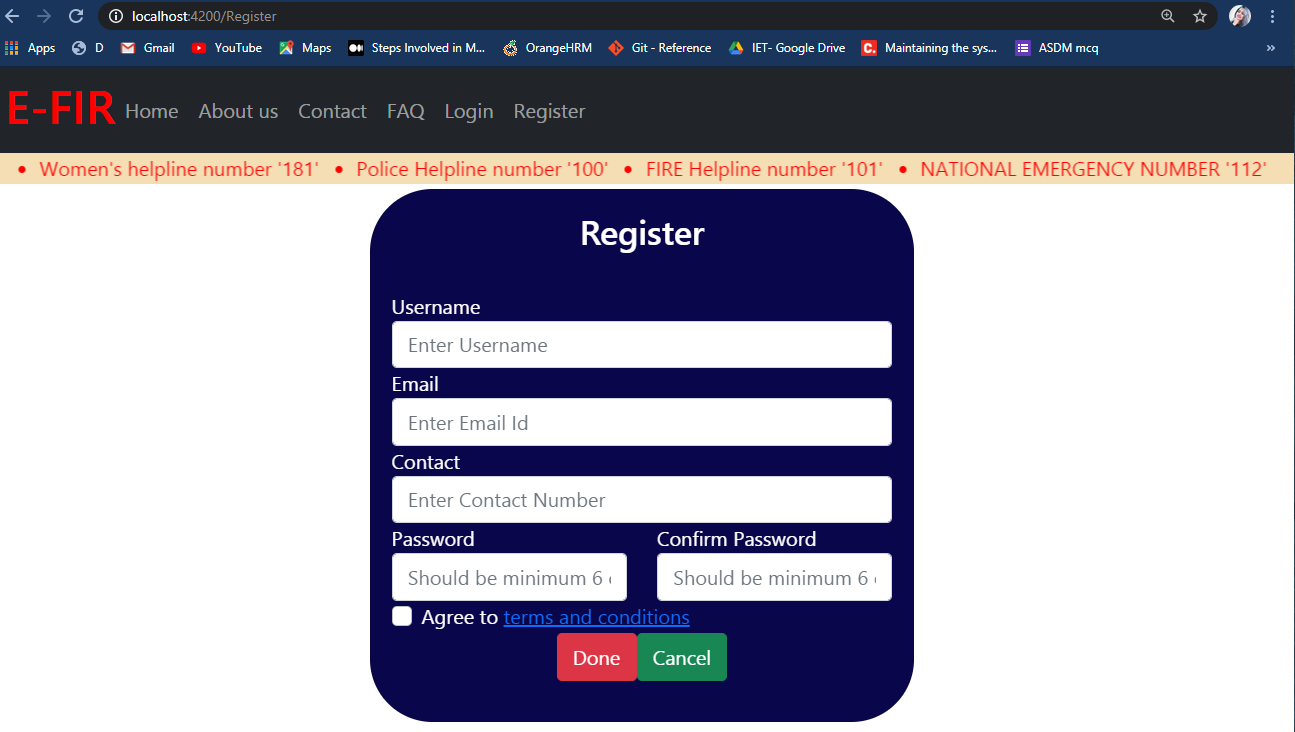 localhost:4200/Register
Apps D Gmail YouTube Maps Steps Involved in M... OrangeHRM Git - Reference IET- Google Drive Maintaining the sys... ASDM mcq »
E-FIR Home About us Contact FAQ Login Register
• Women's helpline number '181' • Police Helpline number '100' • FIRE Helpline number '101' • NATIONAL EMERGENCY NUMBER '112'
Register
Username
Enter Username
Email
Enter Email Id
Contact
Enter Contact Number
Password Confirm Password
Should be minimum 6 Should be minimum 6
Agree to terms and conditions
Done Cancel